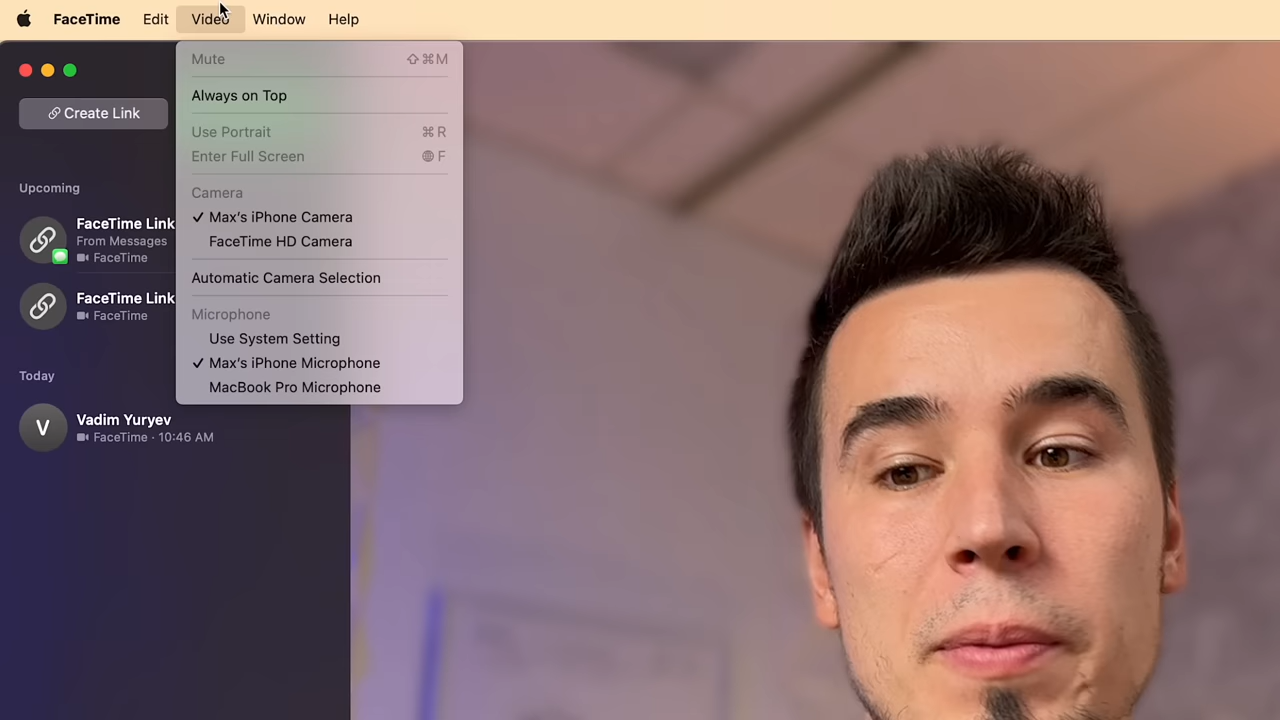 FaceTime Edit Video Window Help
Mute ⇧⌘M
Always on Top
Use Portrait ⌘R
Enter Full Screen 🌐F
Camera
✓ Max's iPhone Camera
FaceTime HD Camera
Automatic Camera Selection
Microphone
Use System Setting
✓ Max's iPhone Microphone
MacBook Pro Microphone
Create Link
Upcoming
FaceTime Link
From Messages
FaceTime
FaceTime Link
FaceTime
Today
V
Vadim Yuryev
FaceTime · 10:46 AM